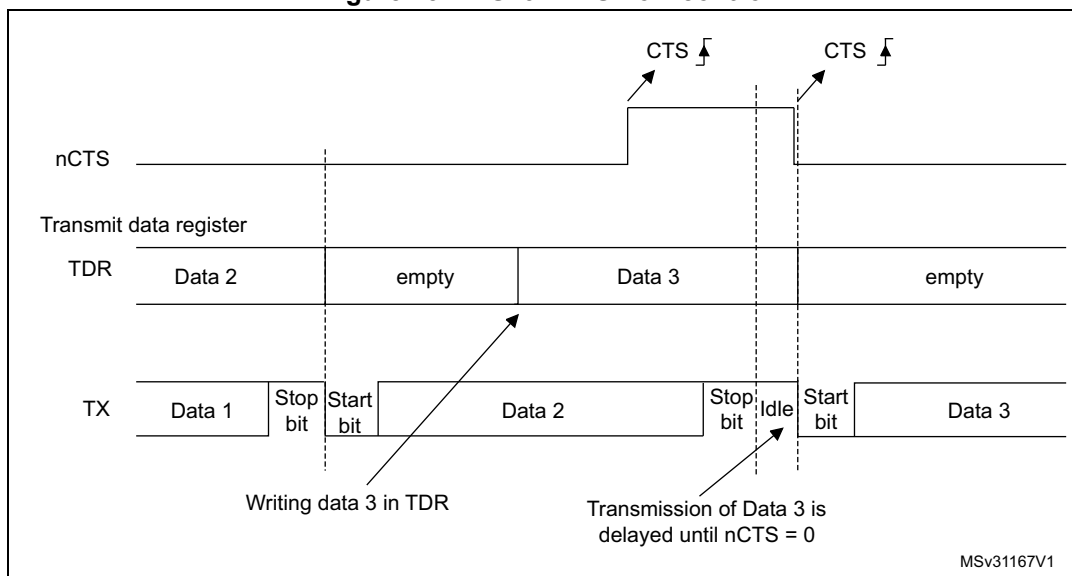 CTS CTS
nCTS
Transmit data register
TDR Data 2 empty Data 3 empty
TX Data 1 Stop bit Start bit Data 2 Stop bit Idle Start bit Data 3
Writing data 3 in TDR
Transmission of Data 3 is
delayed until nCTS = 0
MSv31167V1